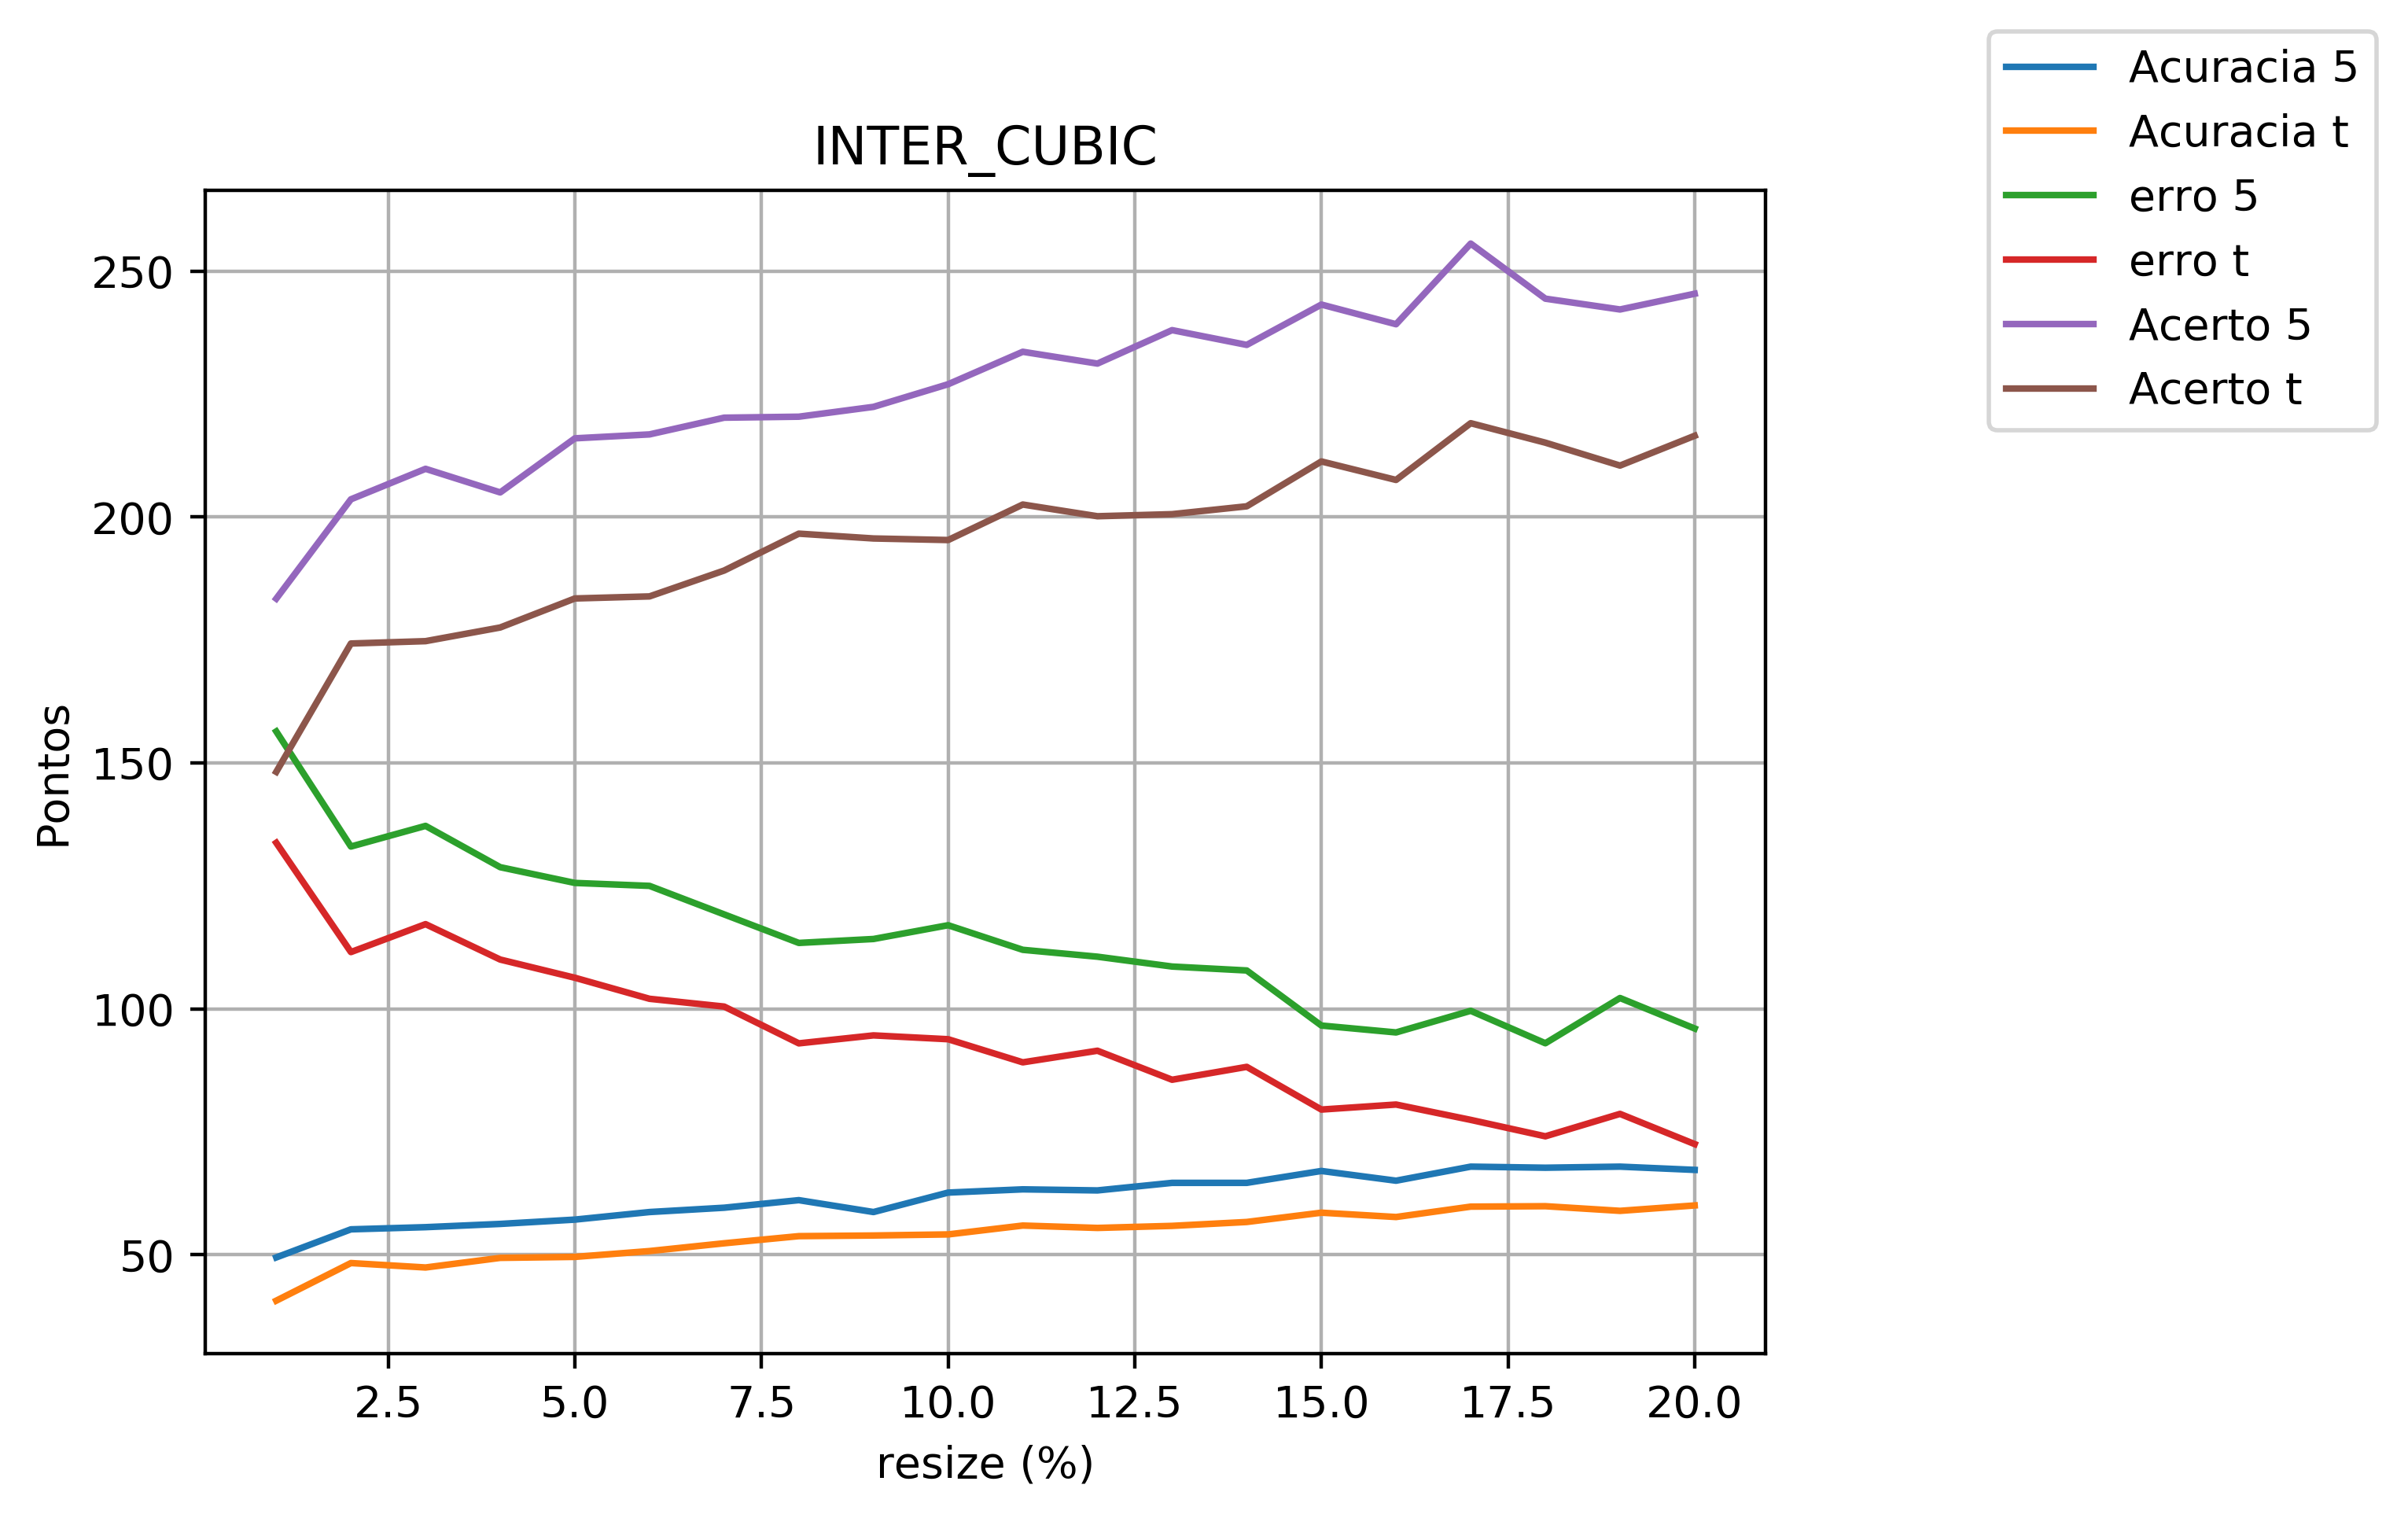 INTER_CUBIC
Acuracia 5
Acuracia t
erro 5
erro t
Acerto 5
Acerto t
Pontos
250
200
150
100
50
2.5 5.0 7.5 10.0 12.5 15.0 17.5 20.0
resize (%)